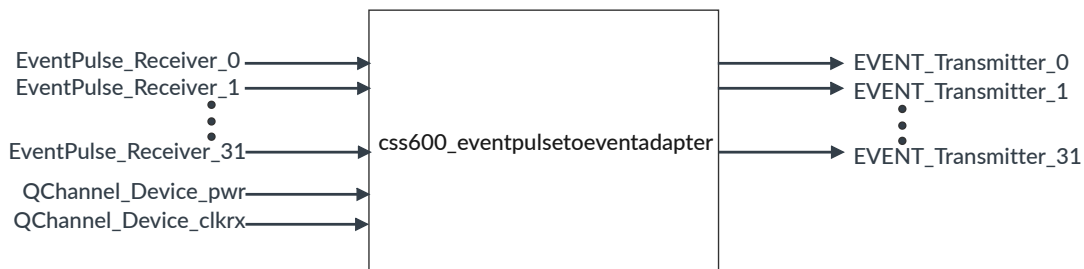 EventPulse_Receiver_0
EventPulse_Receiver_1
EventPulse_Receiver_31
QChannel_Device_pwr
QChannel_Device_clkrx
css600_eventpulsetoeventadapter
EVENT_Transmitter_0
EVENT_Transmitter_1
EVENT_Transmitter_31